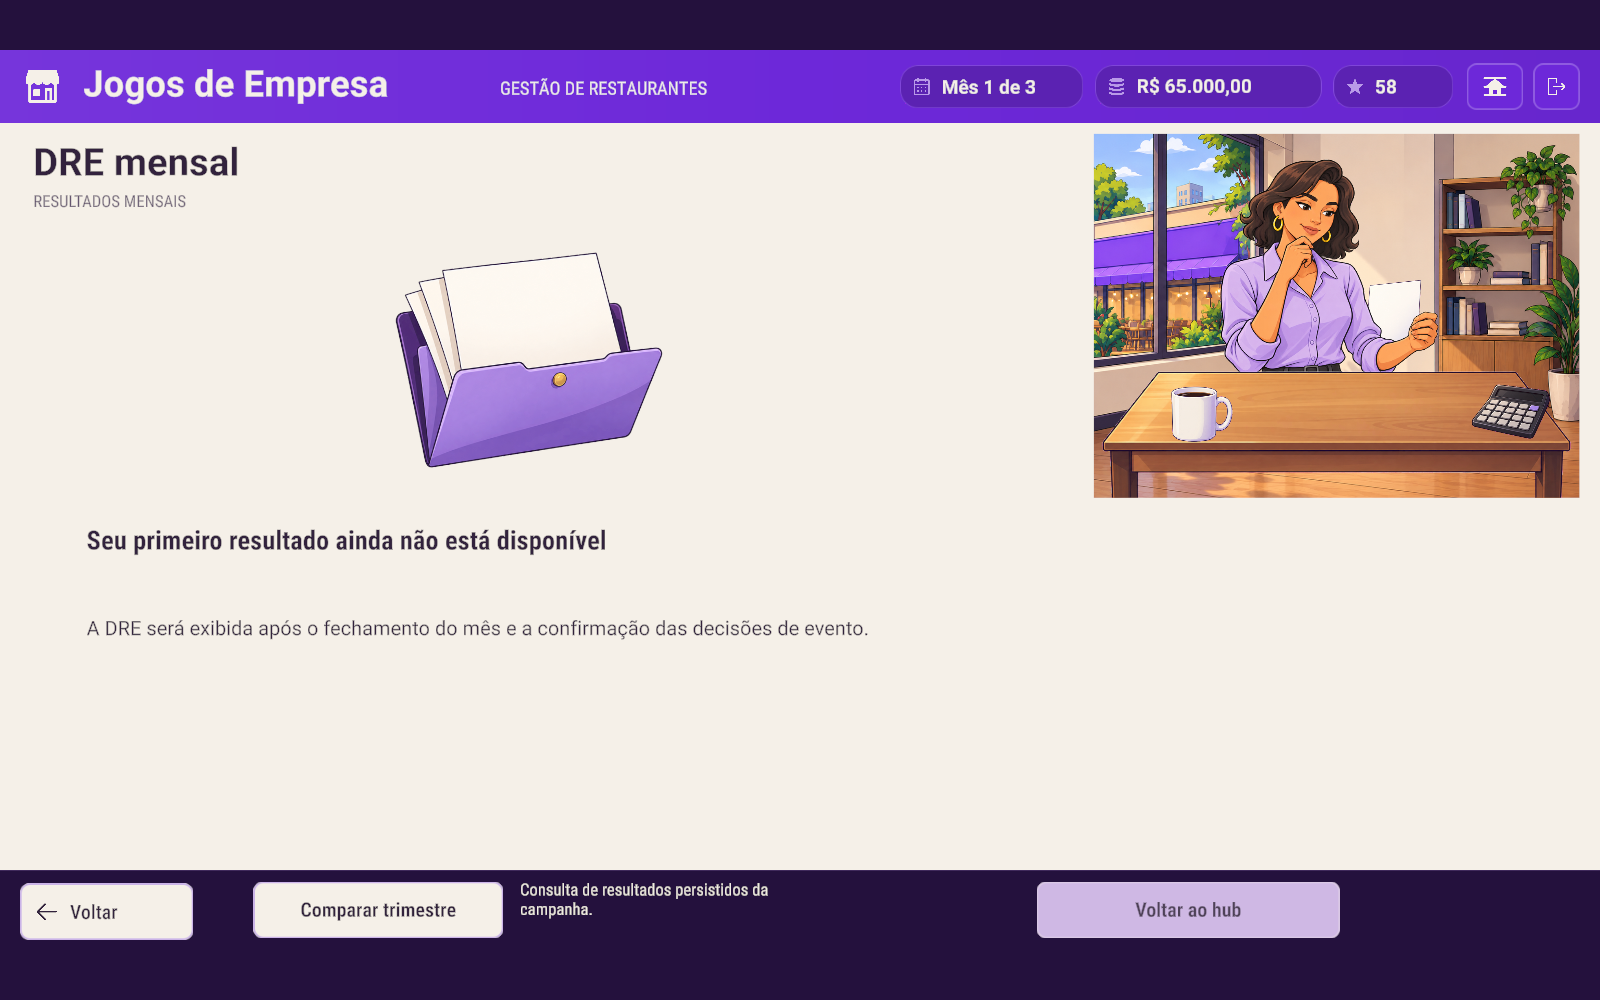 Jogos de Empresa
GESTÃO DE RESTAURANTES
Mês 1 de 3
R$ 65.000,00
58
DRE mensal
RESULTADOS MENSAIS
Seu primeiro resultado ainda não está disponível
A DRE será exibida após o fechamento do mês e a confirmação das decisões de evento.
Voltar
Comparar trimestre
Consulta de resultados persistidos da
campanha.
Voltar ao hub